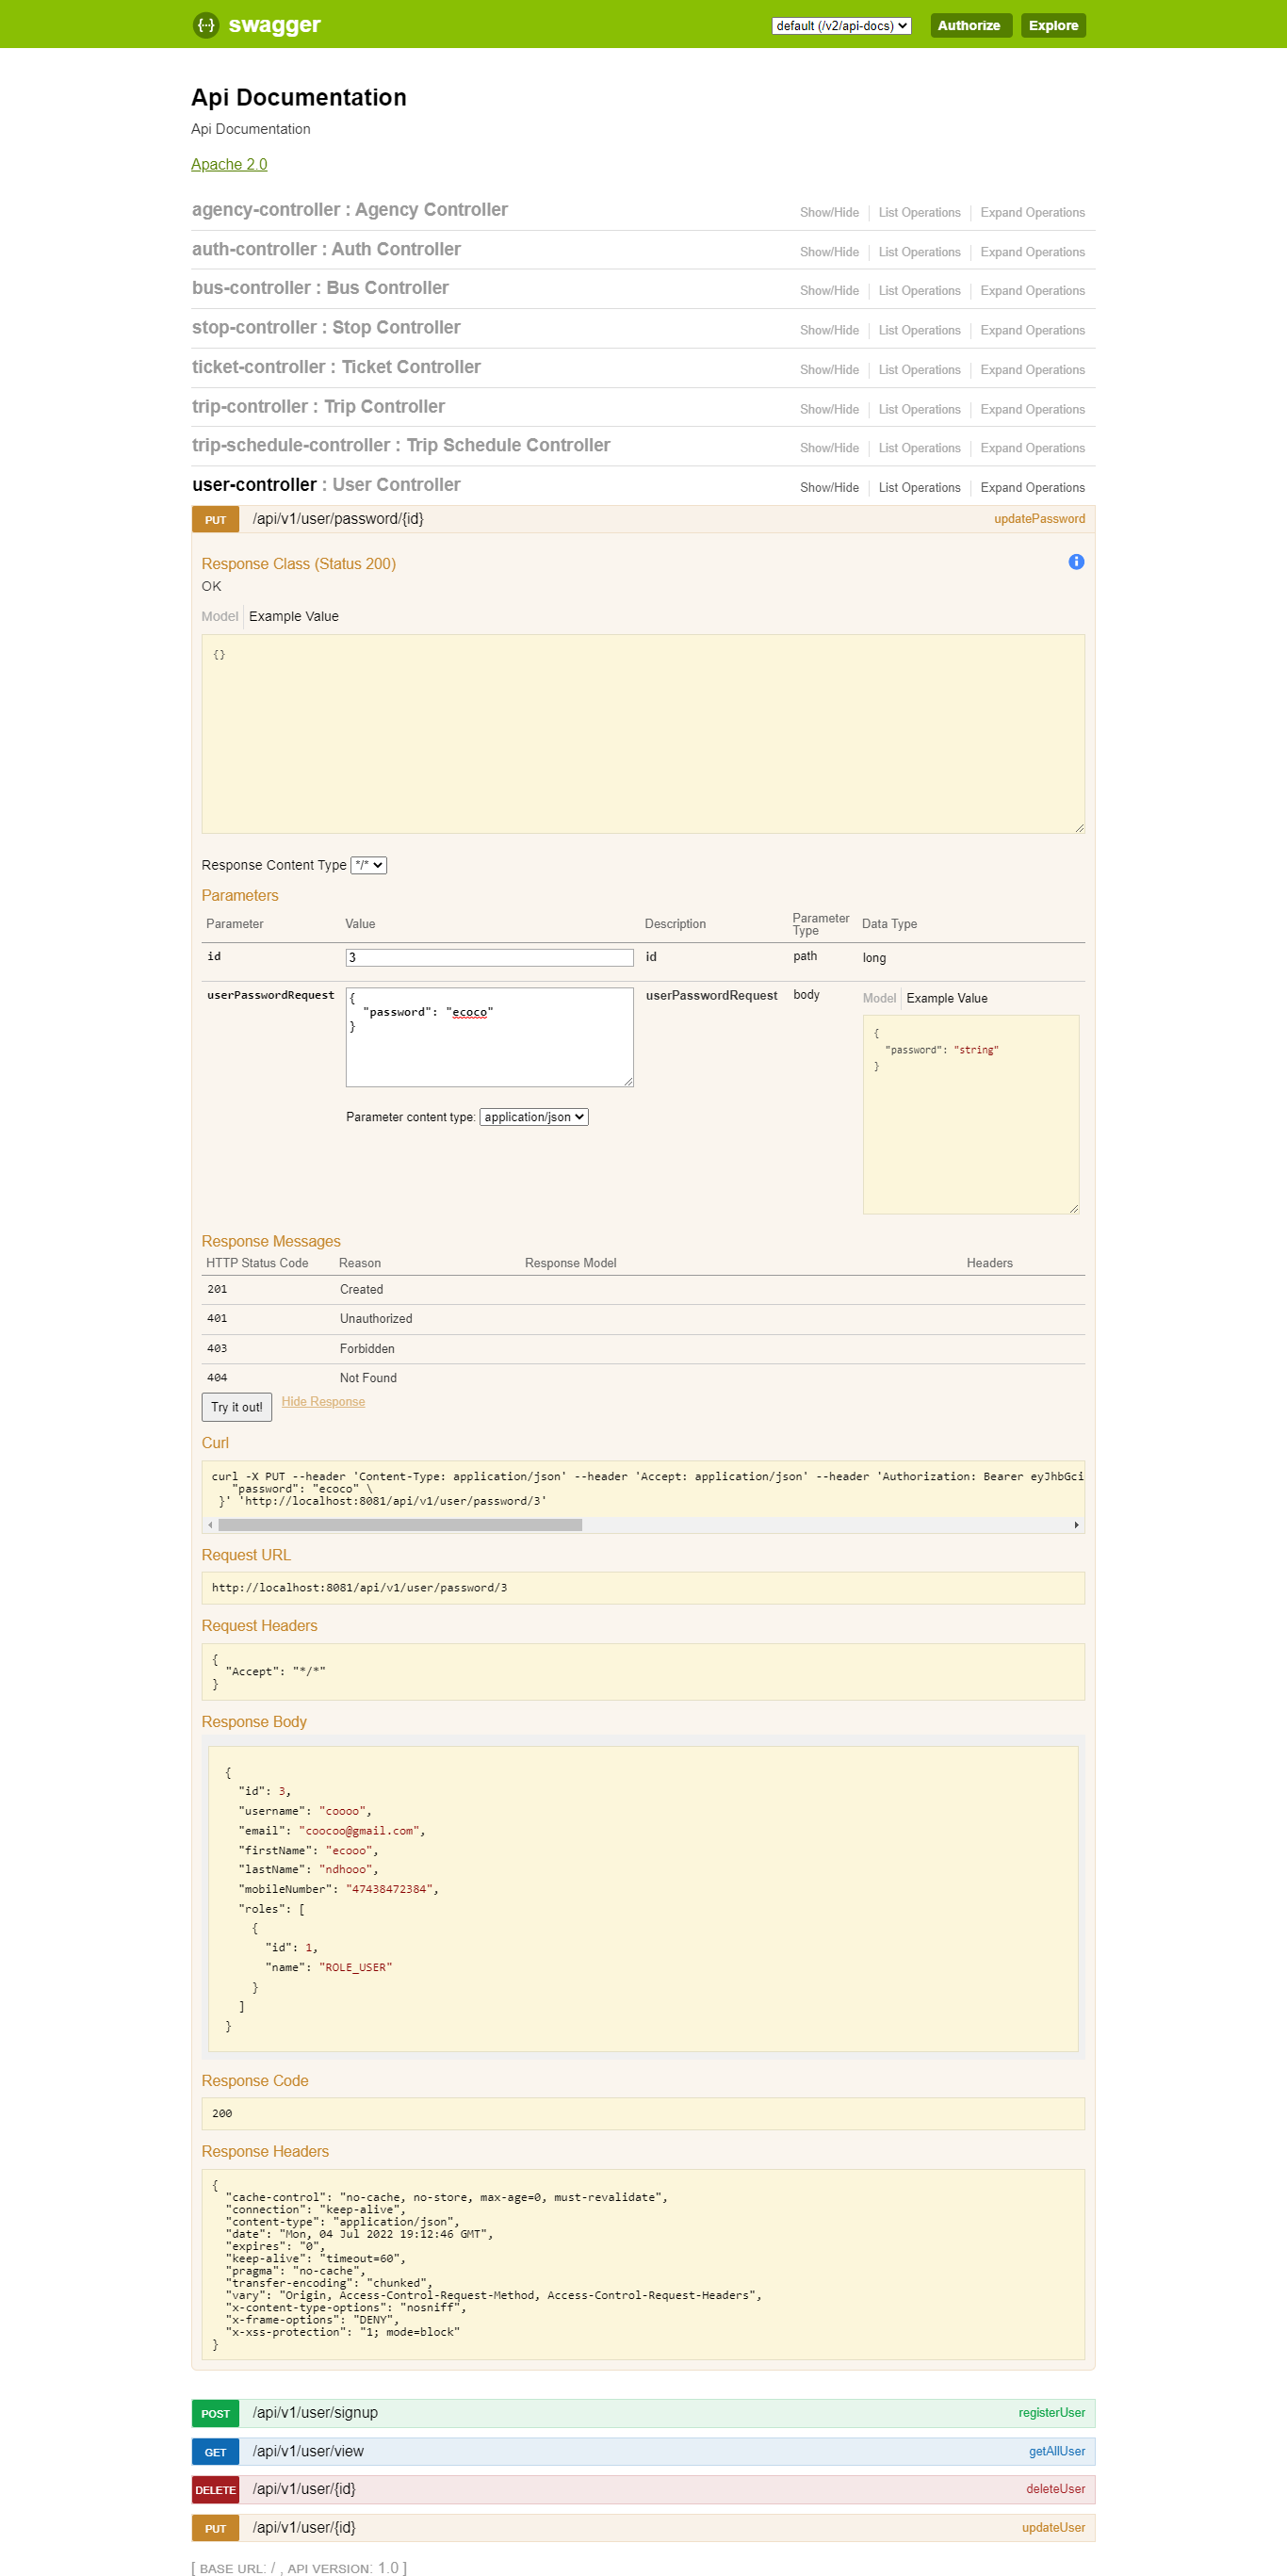 {···} swagger default (/v2/api-docs) Authorize Explore
Api Documentation
Api Documentation
Apache 2.0
agency-controller : Agency Controller Show/Hide List Operations Expand Operations
auth-controller : Auth Controller Show/Hide List Operations Expand Operations
bus-controller : Bus Controller Show/Hide List Operations Expand Operations
stop-controller : Stop Controller Show/Hide List Operations Expand Operations
ticket-controller : Ticket Controller Show/Hide List Operations Expand Operations
trip-controller : Trip Controller Show/Hide List Operations Expand Operations
trip-schedule-controller : Trip Schedule Controller Show/Hide List Operations Expand Operations
user-controller : User Controller Show/Hide List Operations Expand Operations
PUT /api/v1/user/password/{id} updatePassword
Response Class (Status 200)
OK
Model Example Value
{}
Response Content Type */*
Parameters
Parameter Value Description Parameter Type Data Type
id 3 id path long
userPasswordRequest { userPasswordRequest body Model Example Value
"password": "ecoco"
}
{
"password": "string"
}
Parameter content type: application/json
Response Messages
HTTP Status Code Reason Response Model Headers
201 Created
401 Unauthorized
403 Forbidden
404 Not Found
Try it out! Hide Response
Curl
curl -X PUT --header 'Content-Type: application/json' --header 'Accept: application/json' --header 'Authorization: Bearer eyJhbGci
"password": "ecoco" \
}' 'http://localhost:8081/api/v1/user/password/3'
Request URL
http://localhost:8081/api/v1/user/password/3
Request Headers
{
"Accept": "*/*"
}
Response Body
{
"id": 3,
"username": "coooo",
"email": "coocoo@gmail.com",
"firstName": "ecooo",
"lastName": "ndhooo",
"mobileNumber": "47438472384",
"roles": [
{
"id": 1,
"name": "ROLE_USER"
}
]
}
Response Code
200
Response Headers
{
"cache-control": "no-cache, no-store, max-age=0, must-revalidate",
"connection": "keep-alive",
"content-type": "application/json",
"date": "Mon, 04 Jul 2022 19:12:46 GMT",
"expires": "0",
"keep-alive": "timeout=60",
"pragma": "no-cache",
"transfer-encoding": "chunked",
"vary": "Origin, Access-Control-Request-Method, Access-Control-Request-Headers",
"x-content-type-options": "nosniff",
"x-frame-options": "DENY",
"x-xss-protection": "1; mode=block"
}
POST /api/v1/user/signup registerUser
GET /api/v1/user/view getAllUser
DELETE /api/v1/user/{id} deleteUser
PUT /api/v1/user/{id} updateUser
[ BASE URL: / , API VERSION: 1.0 ]